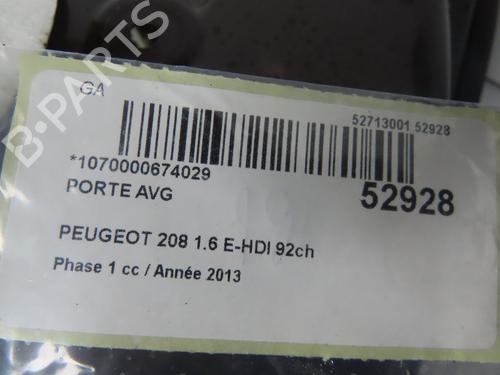 B-PARTS
GA
52713001 52928
*1070000674029
52928
PORTE AVG
PEUGEOT 208 1.6 E-HDI 92ch
Phase 1 cc / Année 2013